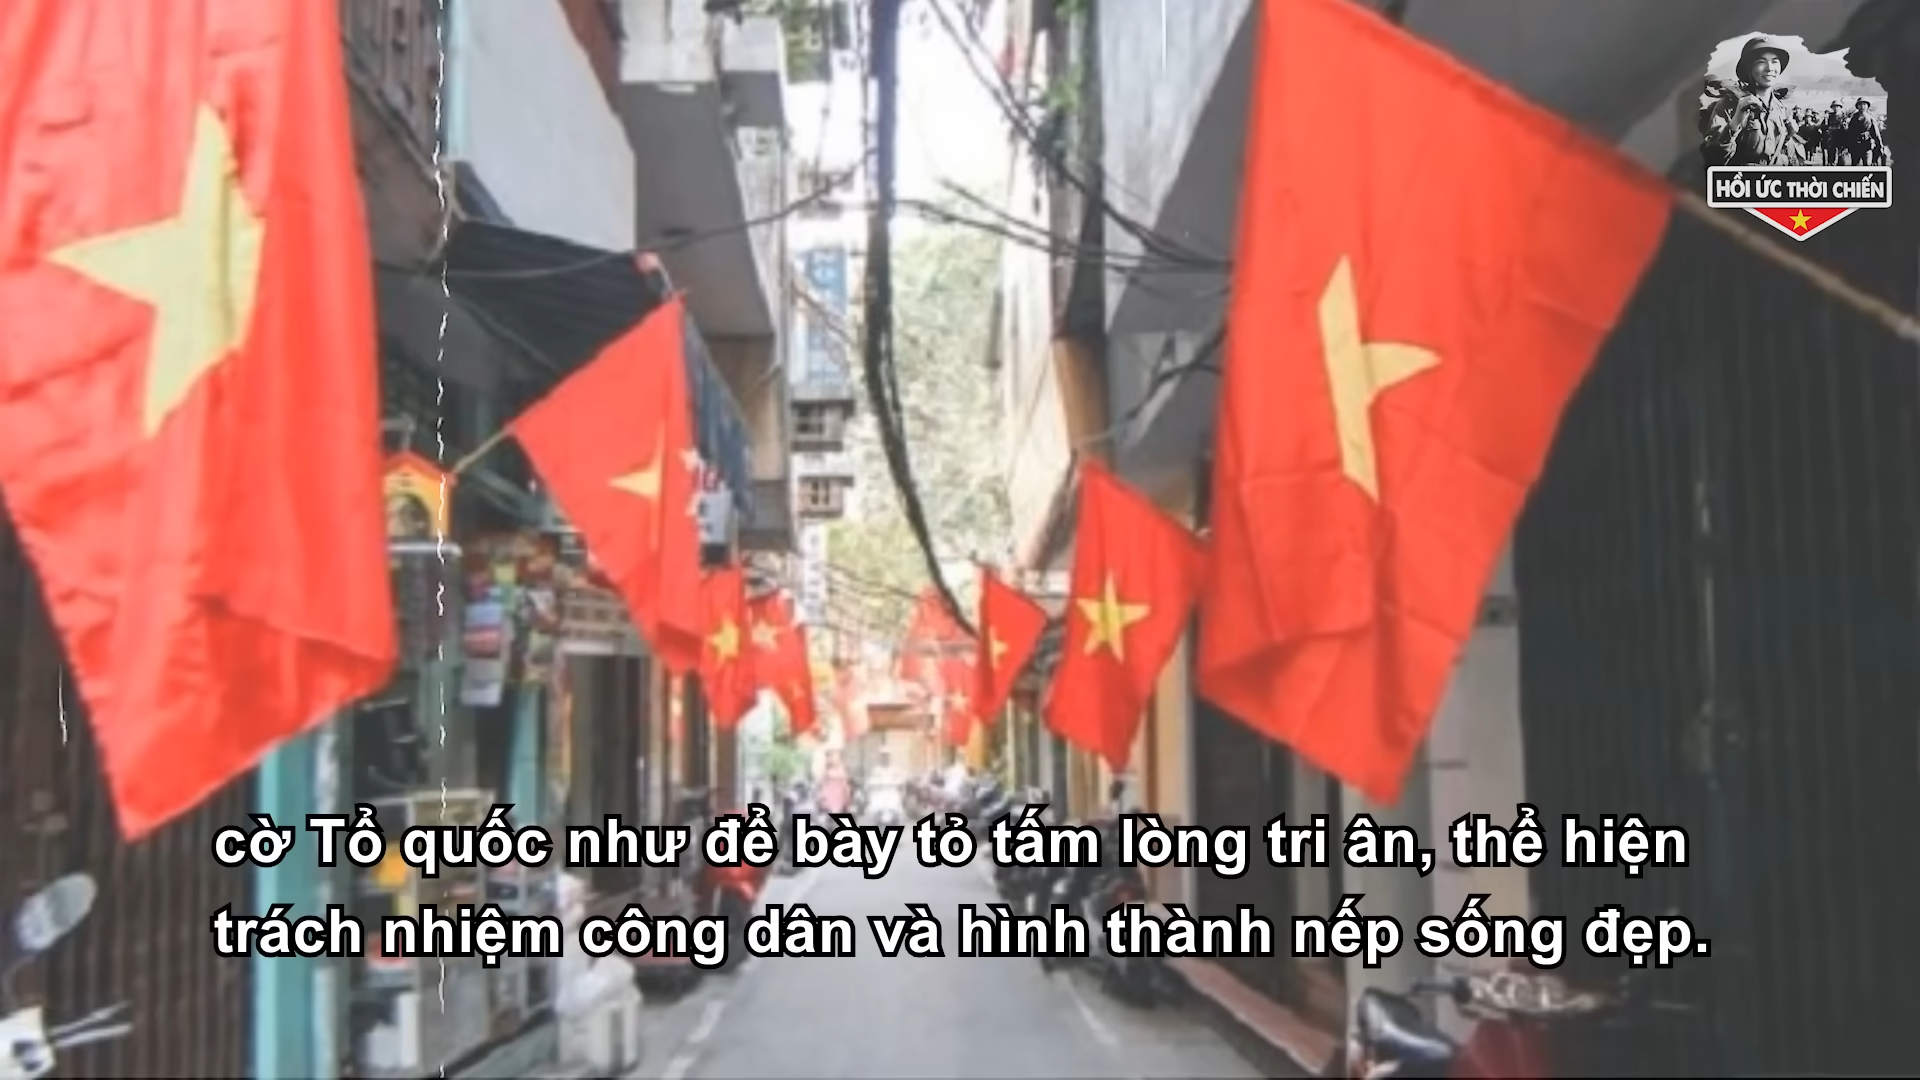 HỒI ỨC THỜI CHIẾN
cờ Tổ quốc như để bày tỏ tấm lòng tri ân, thể hiện
trách nhiệm công dân và hình thành nếp sống đẹp.